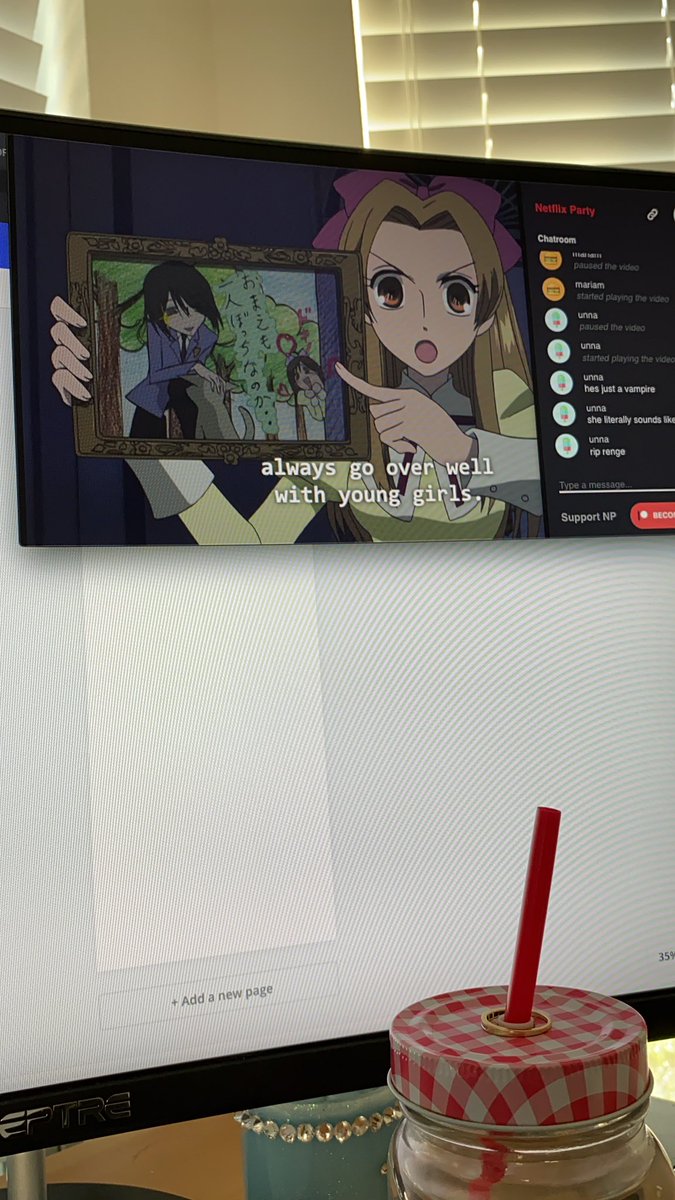 おまえも、
一人ぼっちなのか。
always go over well
with young girls.
Netflix Party
Chatroom
paused the video
mariam
started playing the video
unna
paused the video
unna
started playing the video
unna
hes just a vampire
unna
she literally sounds like
unna
rip renge
Type a message...
Support NP
+ Add a new page
35%
EPTRE